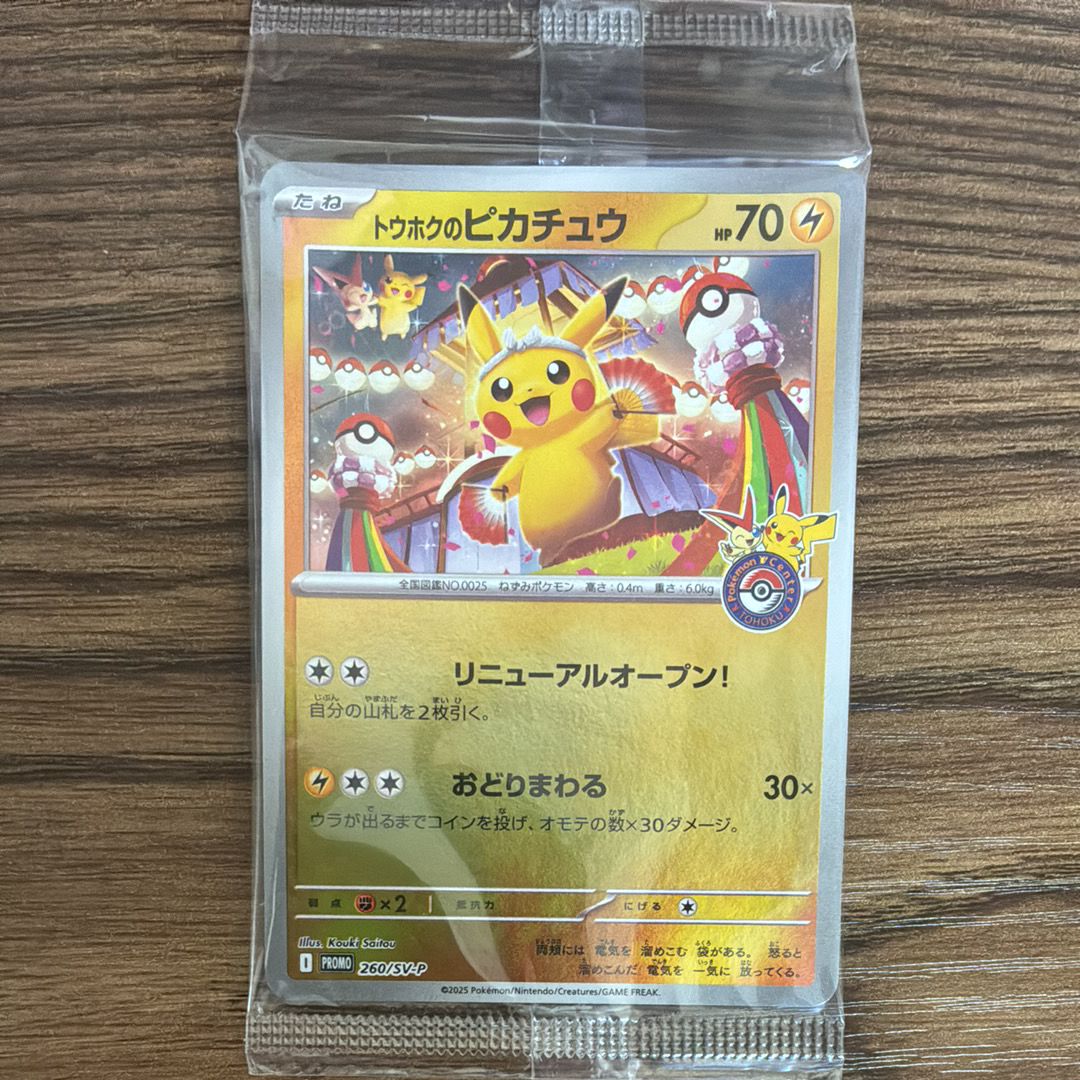 たね
トウホクのピカチュウ
HP 70
全国図鑑NO.0025 ねずみポケモン 高さ:0.4m 重さ:6.0kg
Pokémon Center
TOHOKU
リニューアルオープン!
自分の山札を2枚引く。
おどりまわる 30×
ウラが出るまでコインを投げ、オモテの数×30ダメージ。
弱点 ×2 抵抗力 にげる
Illus. Kouki Saitou
両頬には 電気を 溜めこむ 袋がある。 怒ると
I PROMO 260/SV-P
溜めこんだ 電気を 一気に 放ってくる。
©2025 Pokémon/Nintendo/Creatures/GAME FREAK.